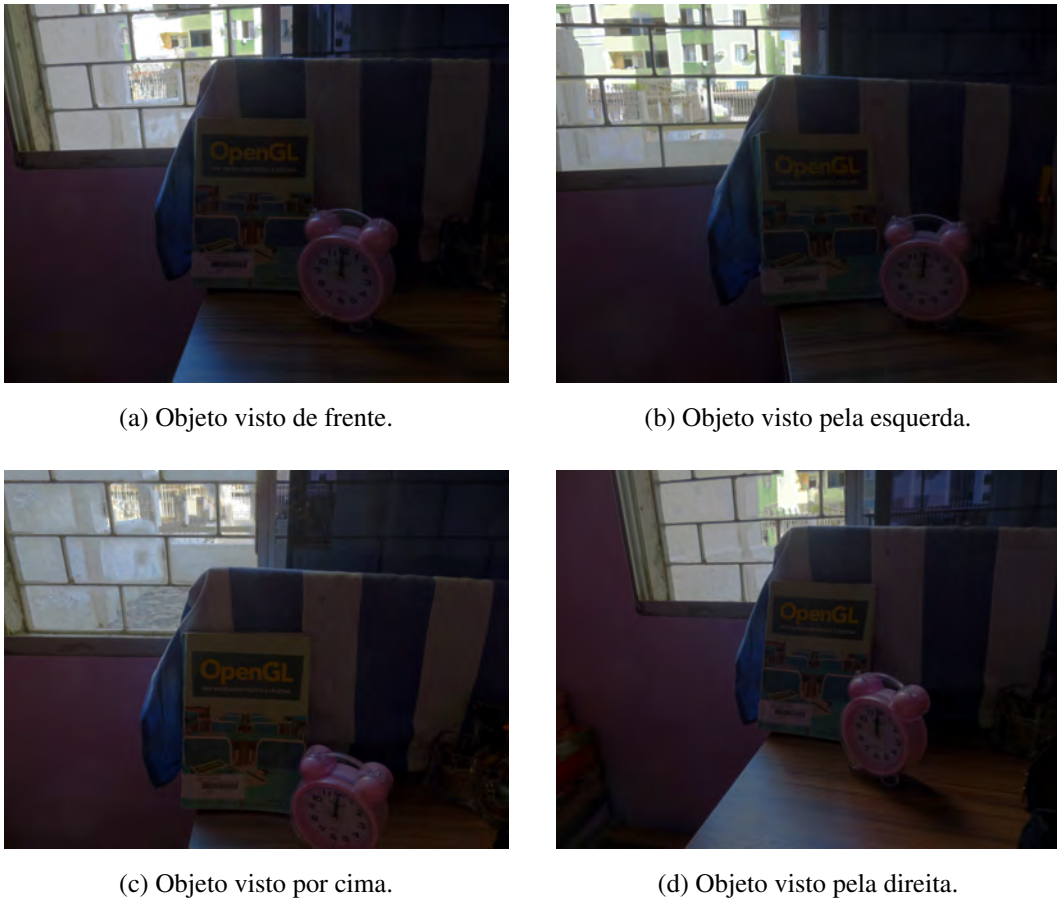 OpenGL
OpenGL
(a) Objeto visto de frente.
(b) Objeto visto pela esquerda.
OpenGL
OpenGL
(c) Objeto visto por cima.
(d) Objeto visto pela direita.